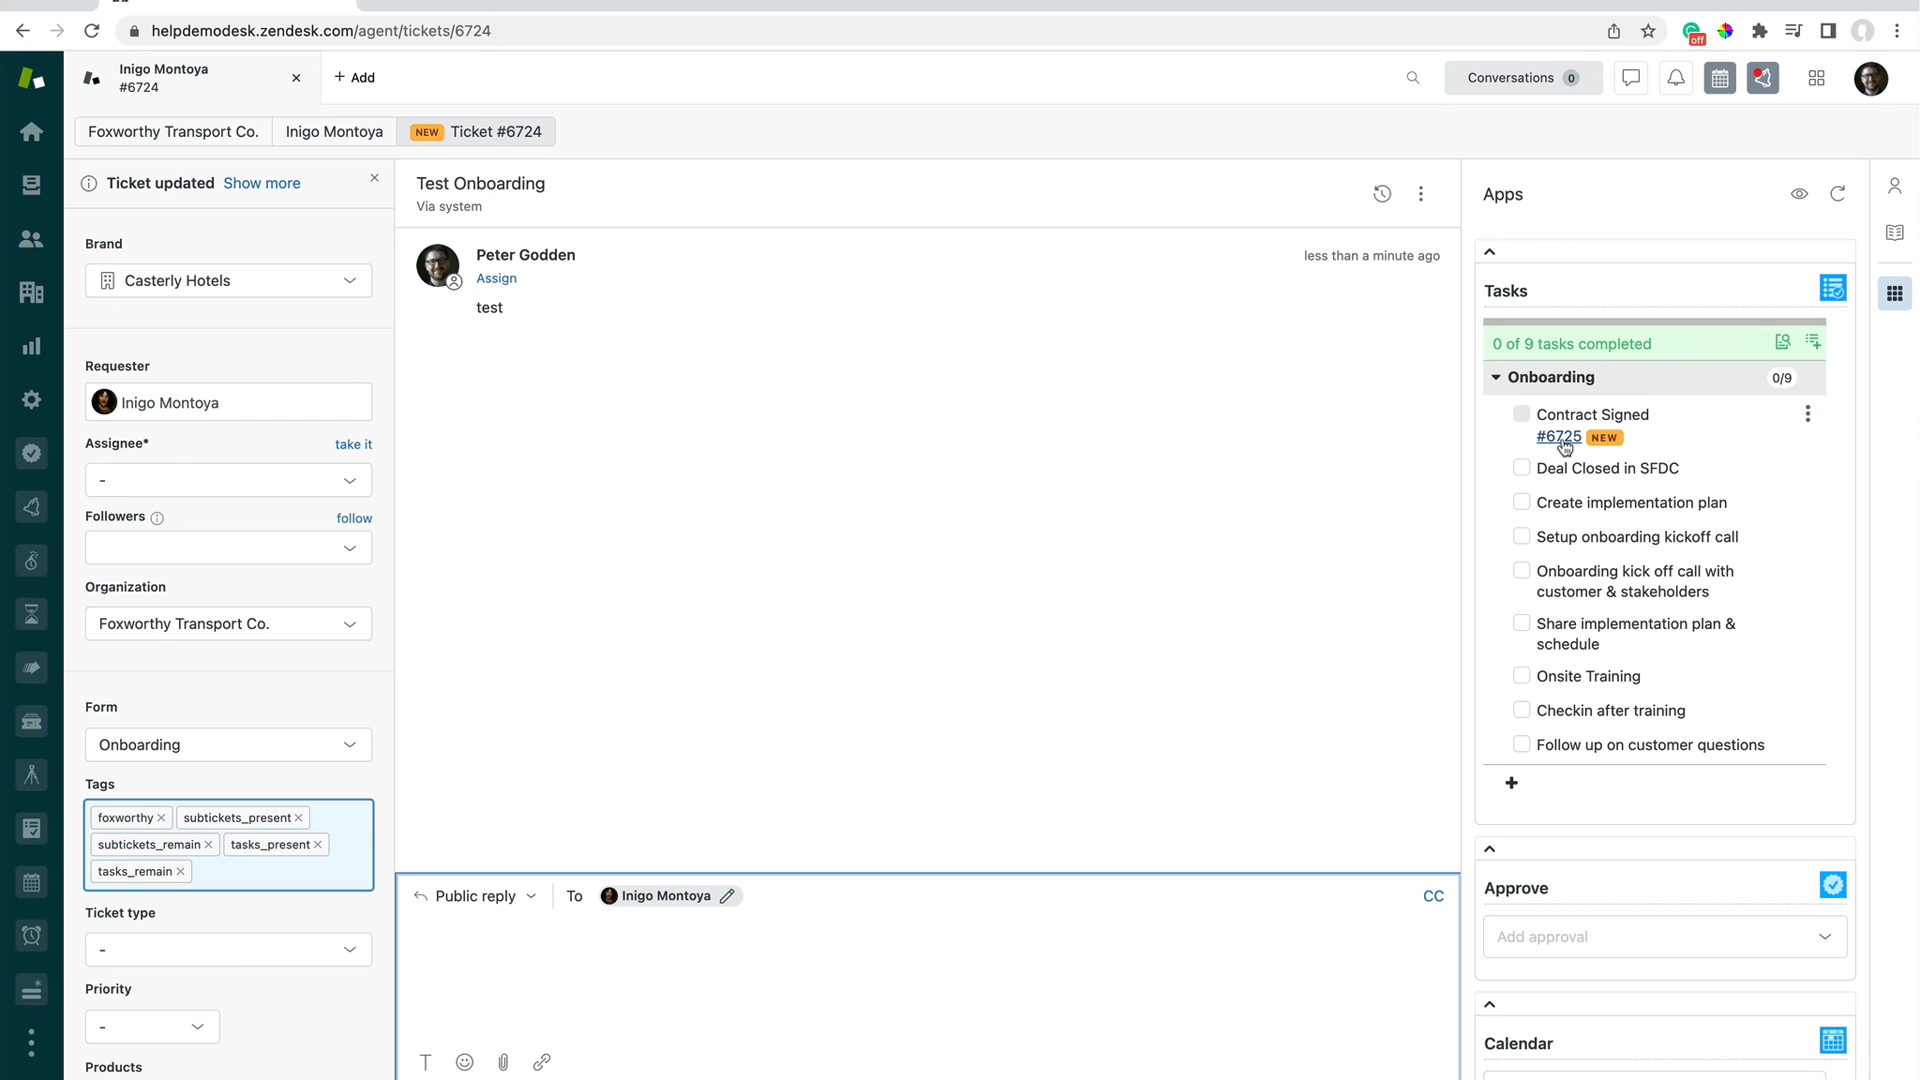 helpdemodesk.zendesk.com/agent/tickets/6724
off
Inigo Montoya
#6724
+ Add
Conversations 0
Foxworthy Transport Co.
Inigo Montoya
NEW Ticket #6724
Ticket updated Show more
Brand
Casterly Hotels
Requester
Inigo Montoya
Assignee*
take it
-
Followers
follow
Organization
Foxworthy Transport Co.
Form
Onboarding
Tags
foxworthy
subtickets_present
subtickets_remain
tasks_present
tasks_remain
Ticket type
-
Priority
-
Products
Test Onboarding
Via system
Peter Godden
less than a minute ago
Assign
test
Public reply
To
Inigo Montoya
CC
Apps
Tasks
0 of 9 tasks completed
Onboarding
0/9
Contract Signed
#6725 NEW
Deal Closed in SFDC
Create implementation plan
Setup onboarding kickoff call
Onboarding kick off call with
customer & stakeholders
Share implementation plan &
schedule
Onsite Training
Checkin after training
Follow up on customer questions
Approve
Add approval
Calendar